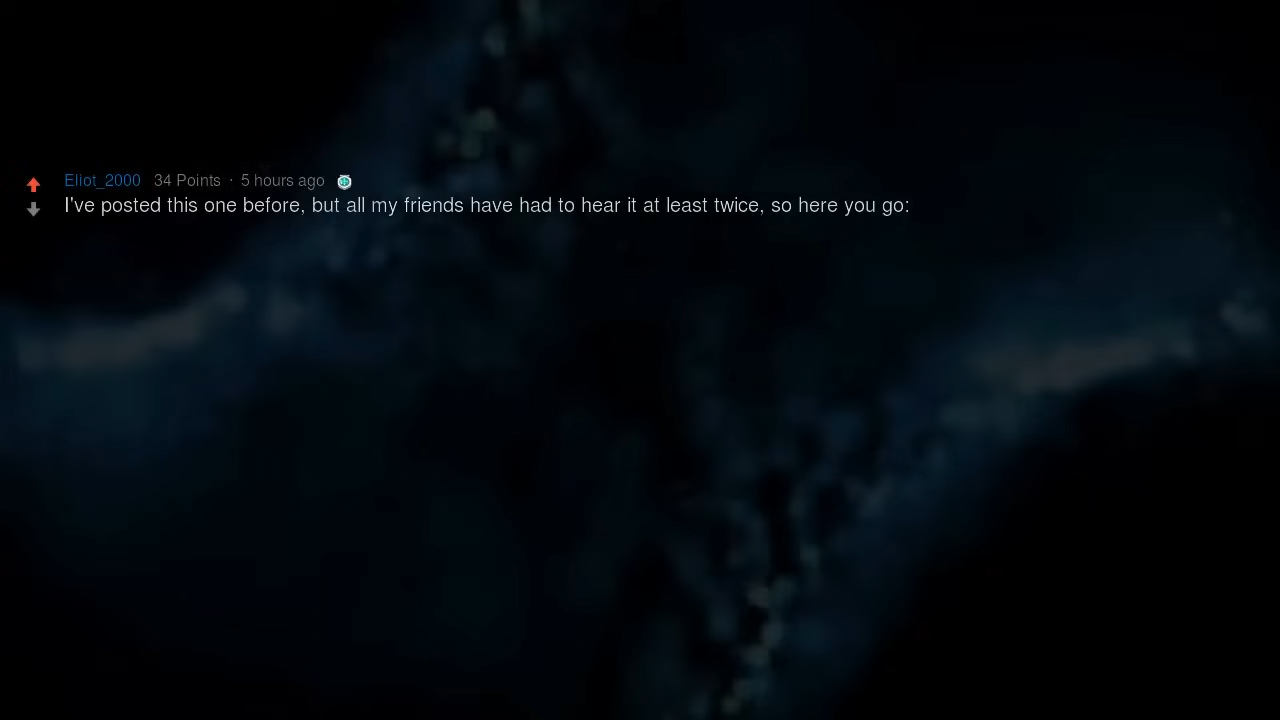 Eliot_2000 34 Points · 5 hours ago
I've posted this one before, but all my friends have had to hear it at least twice, so here you go: